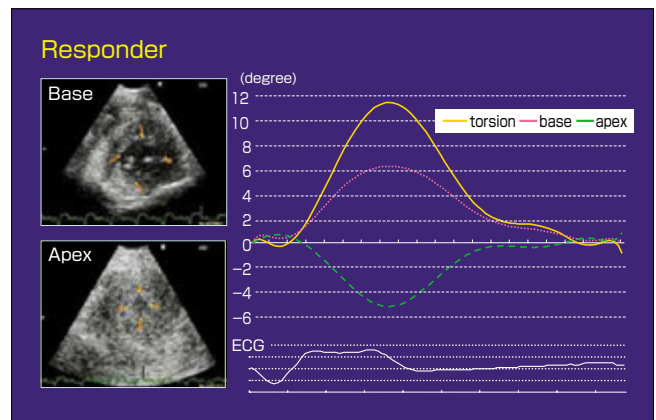 Responder
Base
Apex
(degree)
12
10
8
6
4
2
0
−2
−4
−6
torsion base apex
ECG